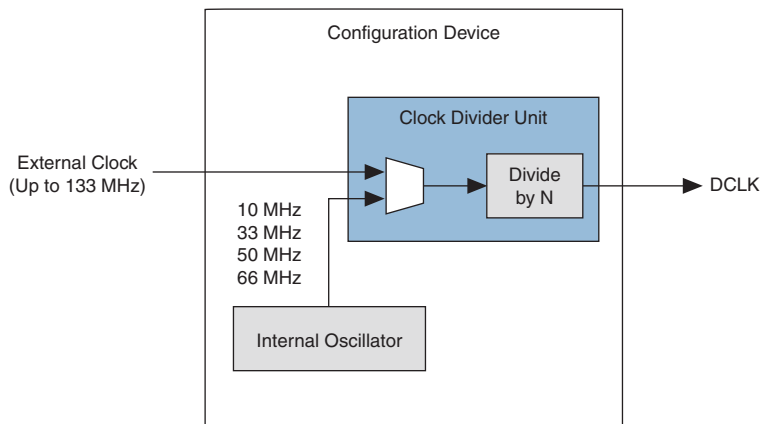 Configuration Device
Clock Divider Unit
External Clock
(Up to 133 MHz)
Divide
by N
DCLK
10 MHz
33 MHz
50 MHz
66 MHz
Internal Oscillator